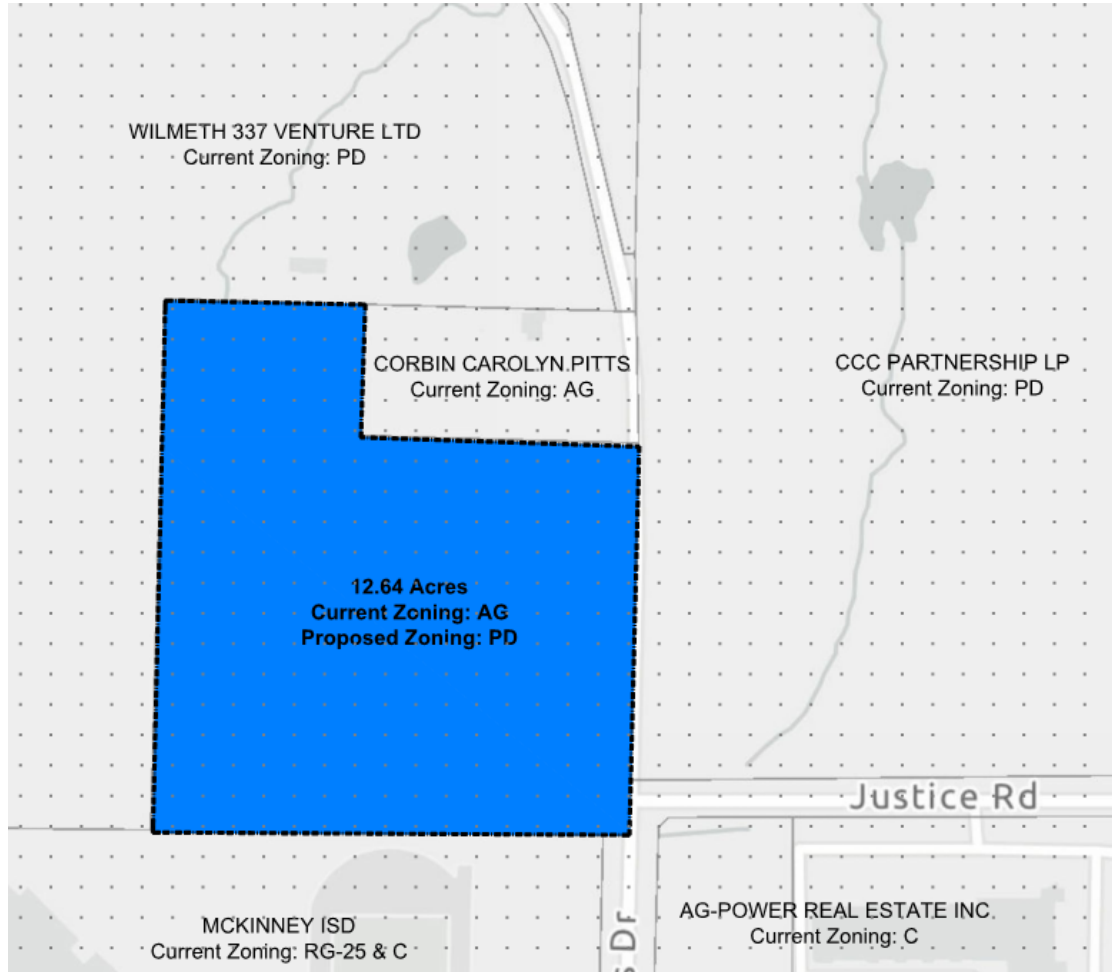 WILMETH 337 VENTURE LTD
Current Zoning: PD
CORBIN CAROLYN PITTS
Current Zoning: AG
CCC PARTNERSHIP LP
Current Zoning: PD
12.64 Acres
Current Zoning: AG
Proposed Zoning: PD
Justice Rd
MCKINNEY ISD
Current Zoning: RG-25 & C
AG-POWER REAL ESTATE INC
Current Zoning: C
s Dr